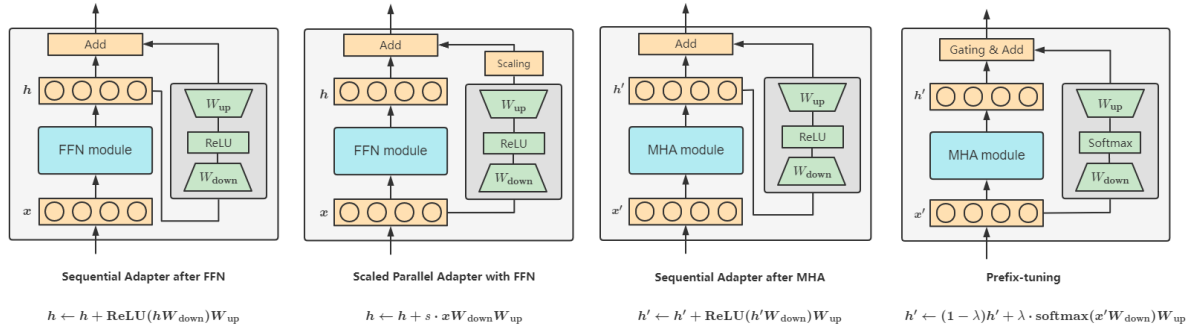 Add
h
W_up
FFN module
ReLU
W_down
x
Sequential Adapter after FFN
h ← h + ReLU(hW_down)W_up
Add
Scaling
h
W_up
FFN module
ReLU
W_down
x
Scaled Parallel Adapter with FFN
h ← h + s · xW_downW_up
Add
h′
W_up
MHA module
ReLU
W_down
x′
Sequential Adapter after MHA
h′ ← h′ + ReLU(h′W_down)W_up
Gating & Add
h′
W_up
MHA module
Softmax
W_down
x′
Prefix-tuning
h′ ← (1 − λ)h′ + λ · softmax(x′W_down)W_up